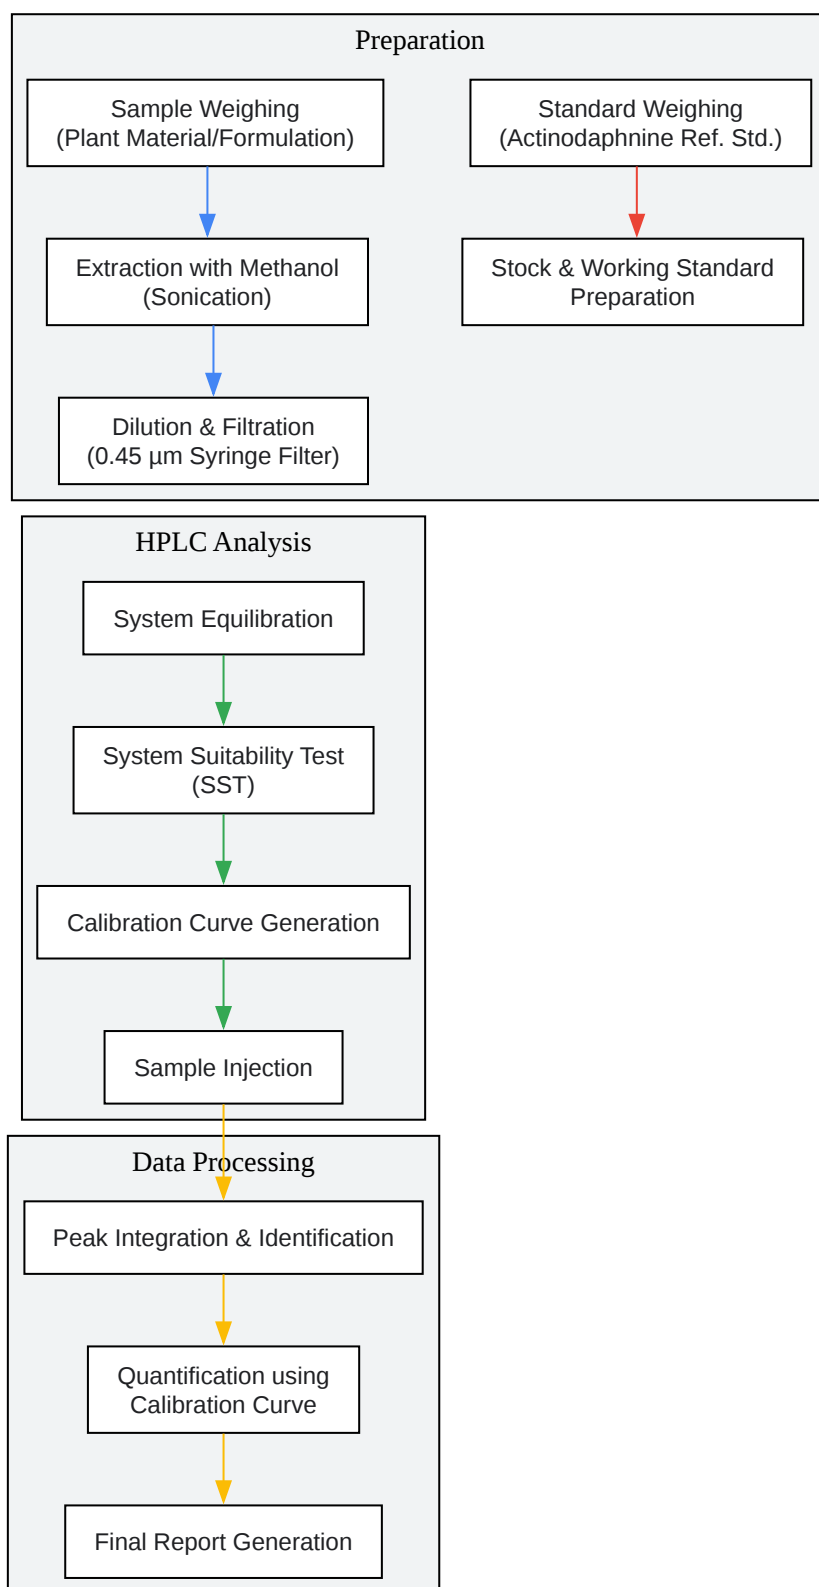 Preparation
Sample Weighing
(Plant Material/Formulation)
Standard Weighing
(Actinodaphnine Ref. Std.)
Extraction with Methanol
(Sonication)
Stock & Working Standard
Preparation
Dilution & Filtration
(0.45 µm Syringe Filter)
HPLC Analysis
System Equilibration
System Suitability Test
(SST)
Calibration Curve Generation
Sample Injection
Data Processing
Peak Integration & Identification
Quantification using
Calibration Curve
Final Report Generation